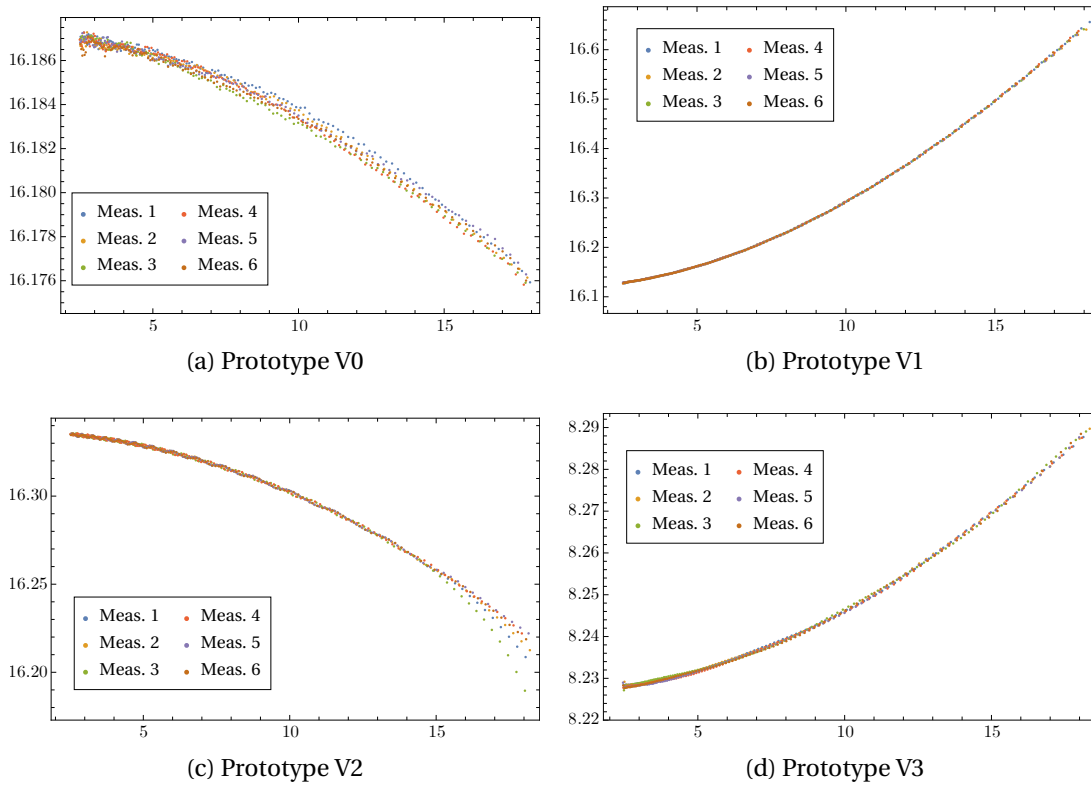 16.186
16.184
16.182
16.180
16.178
16.176
Meas. 1 Meas. 4
Meas. 2 Meas. 5
Meas. 3 Meas. 6
5 10 15
(a) Prototype V0
16.6
16.5
16.4
16.3
16.2
16.1
Meas. 1 Meas. 4
Meas. 2 Meas. 5
Meas. 3 Meas. 6
5 10 15
(b) Prototype V1
16.30
16.25
16.20
Meas. 1 Meas. 4
Meas. 2 Meas. 5
Meas. 3 Meas. 6
5 10 15
(c) Prototype V2
8.29
8.28
8.27
8.26
8.25
8.24
8.23
8.22
Meas. 1 Meas. 4
Meas. 2 Meas. 5
Meas. 3 Meas. 6
5 10 15
(d) Prototype V3